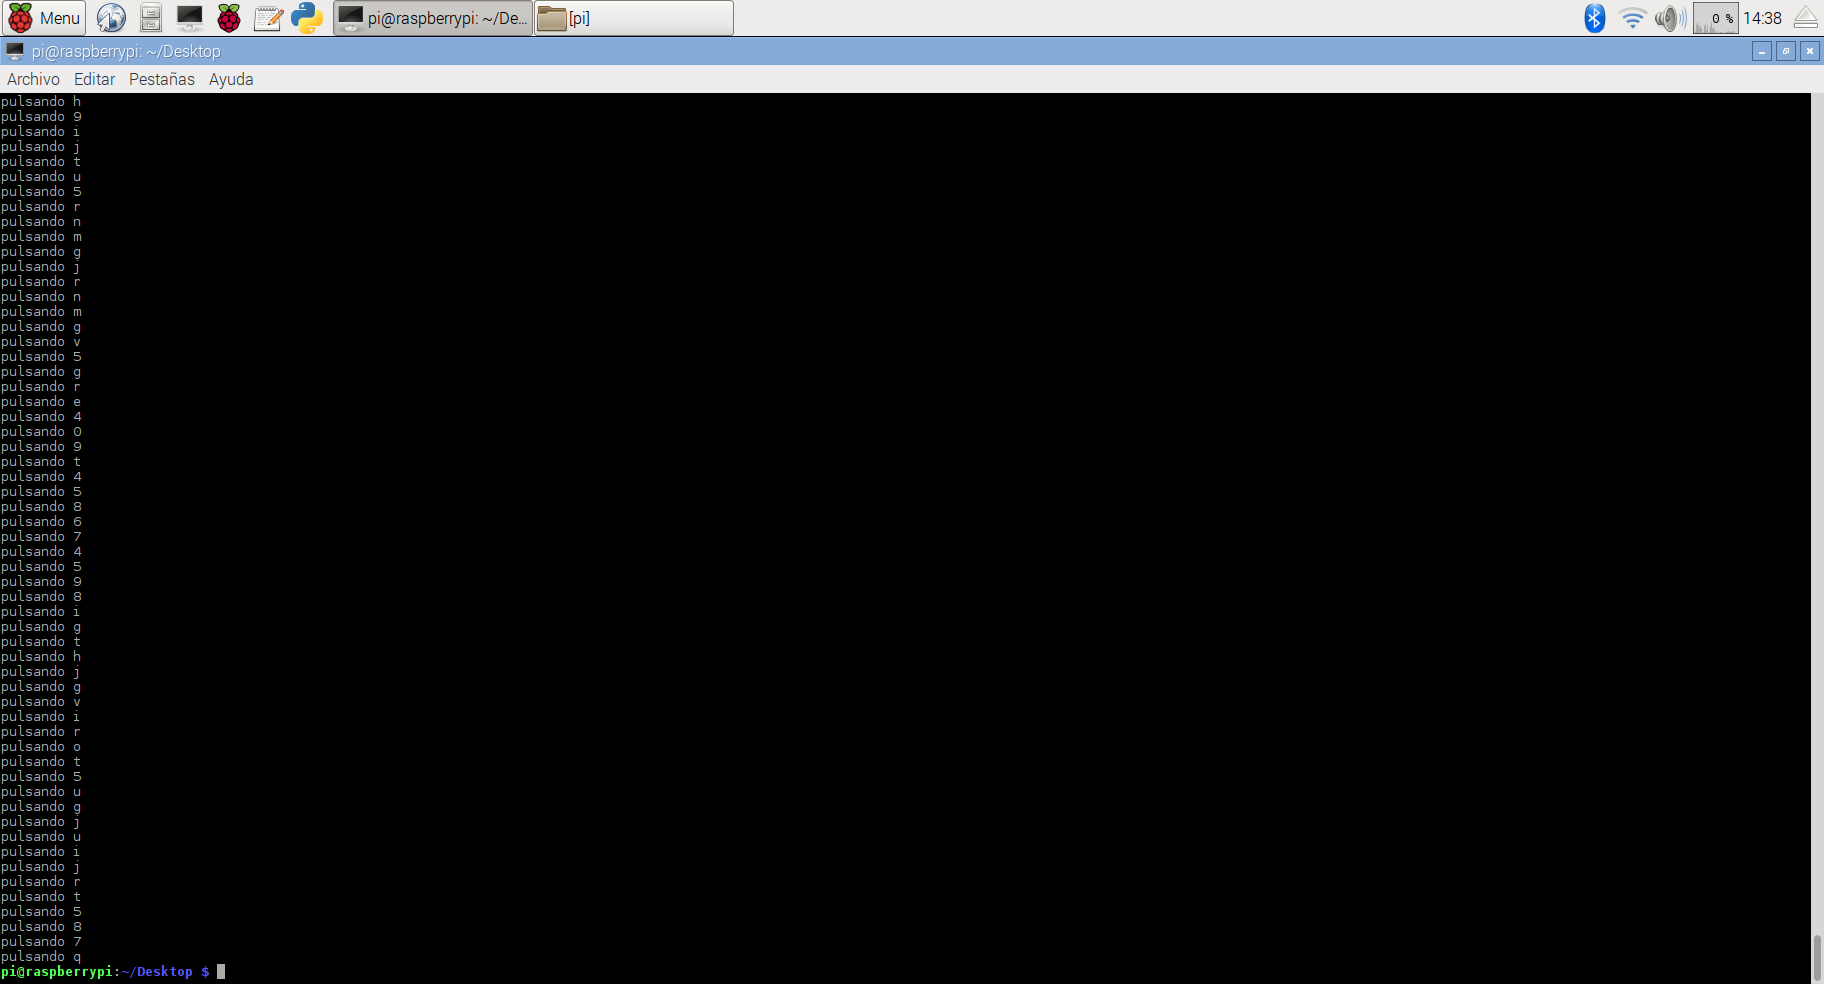 Menu pi@raspberrypi: ~/De... [pi] 0 % 14:38
pi@raspberrypi: ~/Desktop
Archivo Editar Pestañas Ayuda
pulsando h
pulsando 9
pulsando i
pulsando j
pulsando t
pulsando u
pulsando 5
pulsando r
pulsando n
pulsando m
pulsando g
pulsando j
pulsando r
pulsando n
pulsando m
pulsando g
pulsando v
pulsando 5
pulsando g
pulsando r
pulsando e
pulsando 4
pulsando 0
pulsando 9
pulsando t
pulsando 4
pulsando 5
pulsando 8
pulsando 6
pulsando 7
pulsando 4
pulsando 5
pulsando 9
pulsando 8
pulsando i
pulsando g
pulsando t
pulsando h
pulsando j
pulsando g
pulsando v
pulsando i
pulsando r
pulsando o
pulsando t
pulsando 5
pulsando u
pulsando g
pulsando j
pulsando u
pulsando i
pulsando j
pulsando r
pulsando t
pulsando 5
pulsando 8
pulsando 7
pulsando q
pi@raspberrypi:~/Desktop $